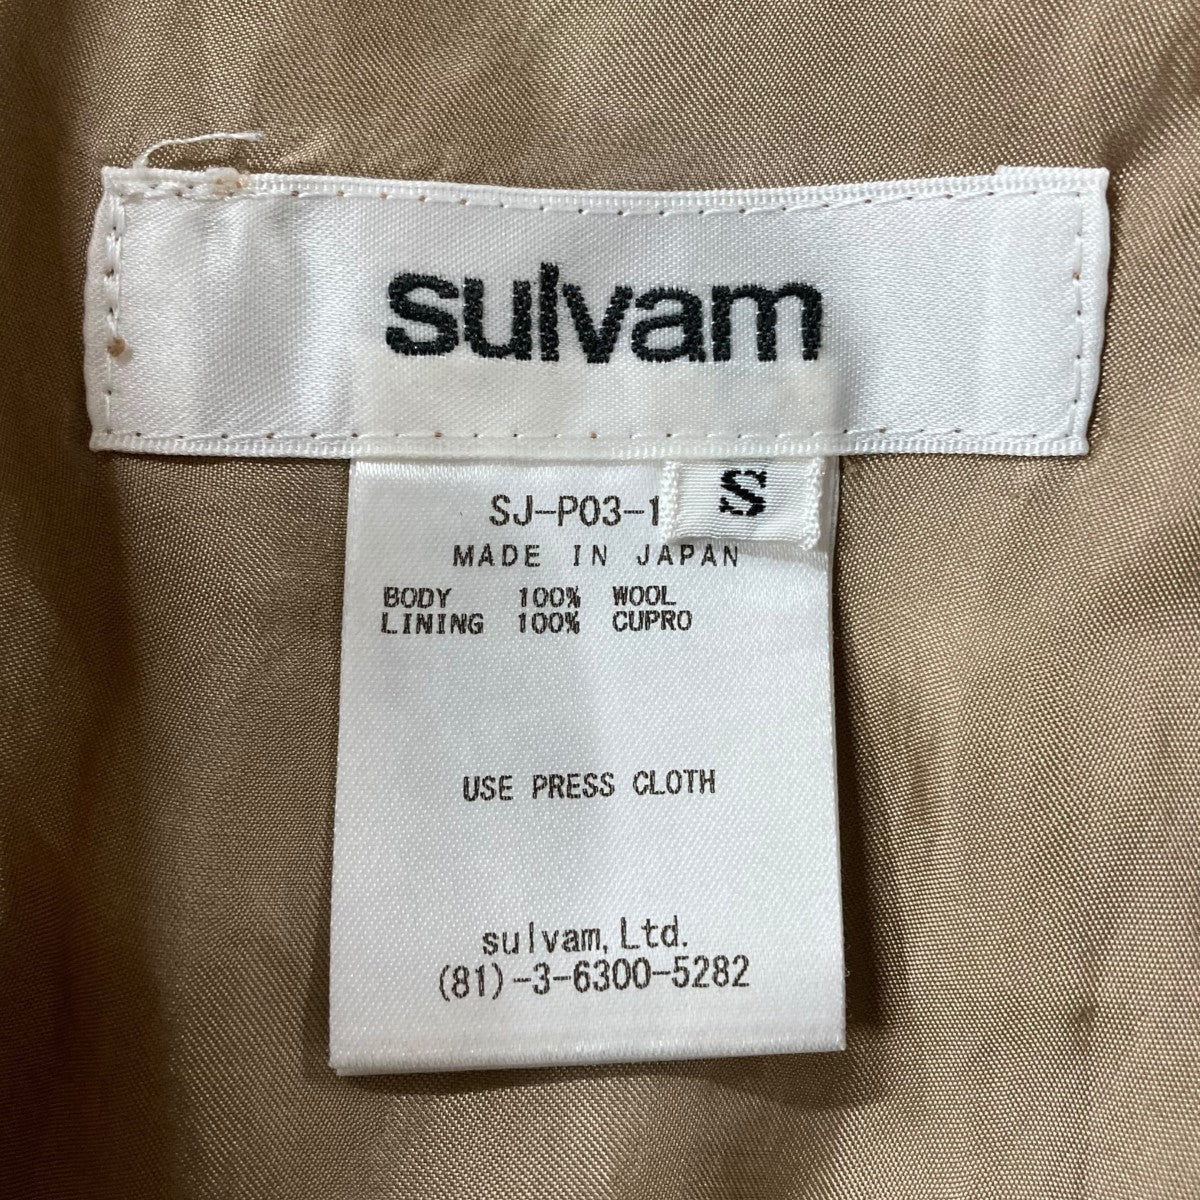 sulvam
S
SJ-P03-1
MADE IN JAPAN
BODY 100% WOOL
LINING 100% CUPRO
USE PRESS CLOTH
sulvam, Ltd.
(81)-3-6300-5282